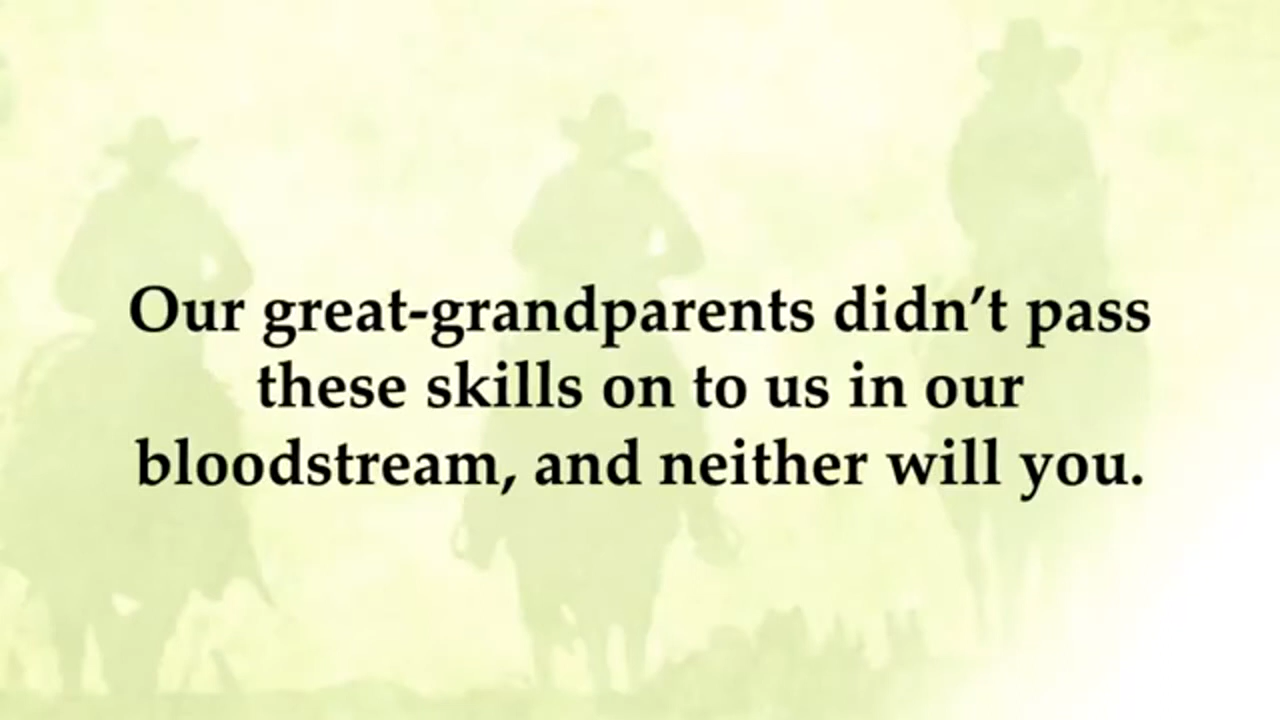 Our great-grandparents didn’t pass
these skills on to us in our
bloodstream, and neither will you.